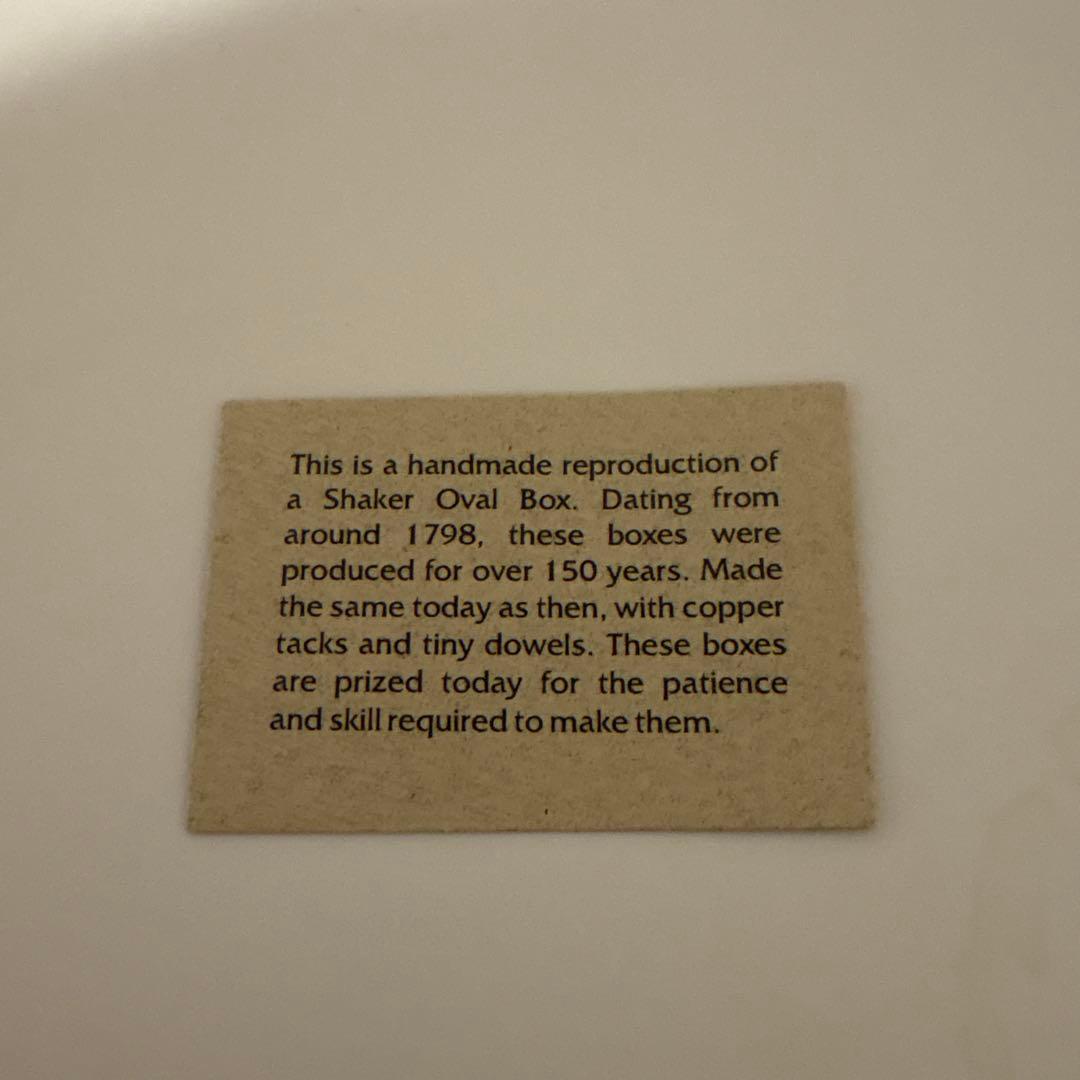 This is a handmade reproduction of
a Shaker Oval Box. Dating from
around 1798, these boxes were
produced for over 150 years. Made
the same today as then, with copper
tacks and tiny dowels. These boxes
are prized today for the patience
and skill required to make them.